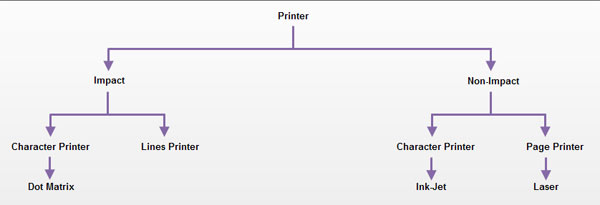 Printer
Impact
Non-Impact
Character Printer
Lines Printer
Character Printer
Page Printer
Dot Matrix
Ink-Jet
Laser